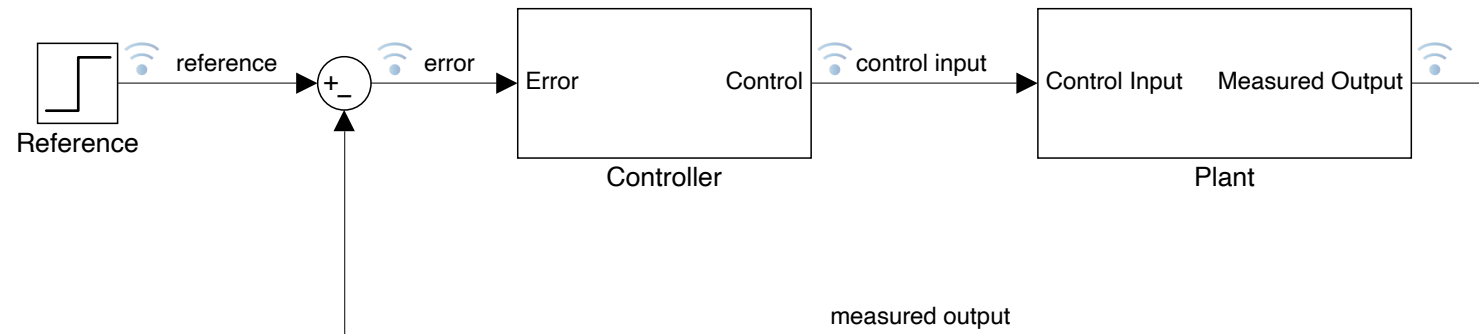 reference
error
control input
+
_
Error
Control
Control Input
Measured Output
Reference
Controller
Plant
measured output